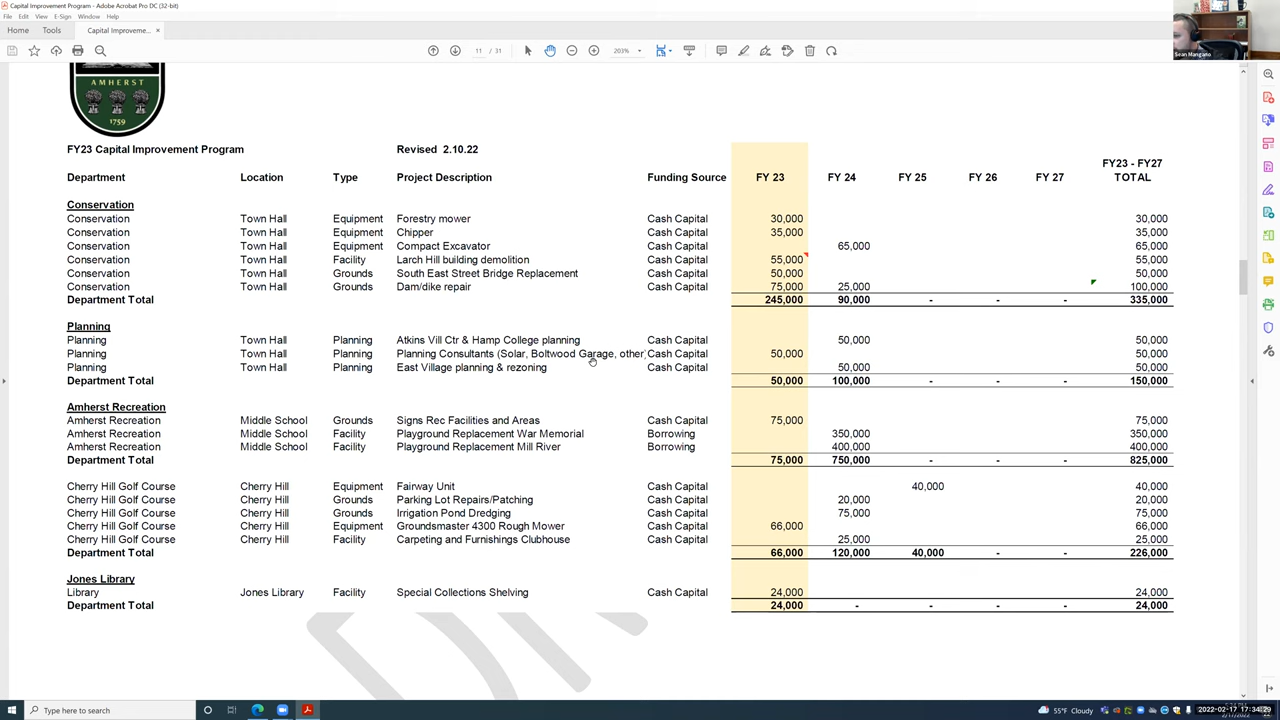 Capital Improvement Program - Adobe Acrobat Pro DC (32-bit)
File Edit View E-Sign Window Help
Home Tools Capital Improveme... ×
11 / 31 203%
Sean Mangano
AMHERST
1759
FY23 Capital Improvement Program Revised 2.10.22
FY23 - FY27
Department Location Type Project Description Funding Source FY 23 FY 24 FY 25 FY 26 FY 27 TOTAL
Conservation
Conservation Town Hall Equipment Forestry mower Cash Capital 30,000 30,000
Conservation Town Hall Equipment Chipper Cash Capital 35,000 35,000
Conservation Town Hall Equipment Compact Excavator Cash Capital 65,000 65,000
Conservation Town Hall Facility Larch Hill building demolition Cash Capital 55,000 55,000
Conservation Town Hall Grounds South East Street Bridge Replacement Cash Capital 50,000 50,000
Conservation Town Hall Grounds Dam/dike repair Cash Capital 75,000 25,000 100,000
Department Total 245,000 90,000 - - - 335,000
Planning
Planning Town Hall Planning Atkins Vill Ctr & Hamp College planning Cash Capital 50,000 50,000
Planning Town Hall Planning Planning Consultants (Solar, Boltwood Garage, other) Cash Capital 50,000 50,000
Planning Town Hall Planning East Village planning & rezoning Cash Capital 50,000 50,000
Department Total 50,000 100,000 - - - 150,000
Amherst Recreation
Amherst Recreation Middle School Grounds Signs Rec Facilities and Areas Cash Capital 75,000 75,000
Amherst Recreation Middle School Facility Playground Replacement War Memorial Borrowing 350,000 350,000
Amherst Recreation Middle School Facility Playground Replacement Mill River Borrowing 400,000 400,000
Department Total 75,000 750,000 - - - 825,000
Cherry Hill Golf Course Cherry Hill Equipment Fairway Unit Cash Capital 40,000 40,000
Cherry Hill Golf Course Cherry Hill Grounds Parking Lot Repairs/Patching Cash Capital 20,000 20,000
Cherry Hill Golf Course Cherry Hill Grounds Irrigation Pond Dredging Cash Capital 75,000 75,000
Cherry Hill Golf Course Cherry Hill Equipment Groundsmaster 4300 Rough Mower Cash Capital 66,000 66,000
Cherry Hill Golf Course Cherry Hill Facility Carpeting and Furnishings Clubhouse Cash Capital 25,000 25,000
Department Total 66,000 120,000 40,000 - - 226,000
Jones Library
Library Jones Library Facility Special Collections Shelving Cash Capital 24,000 24,000
Department Total 24,000 - - - - 24,000
Type here to search
55°F Cloudy
2022-02-17 17:34:29